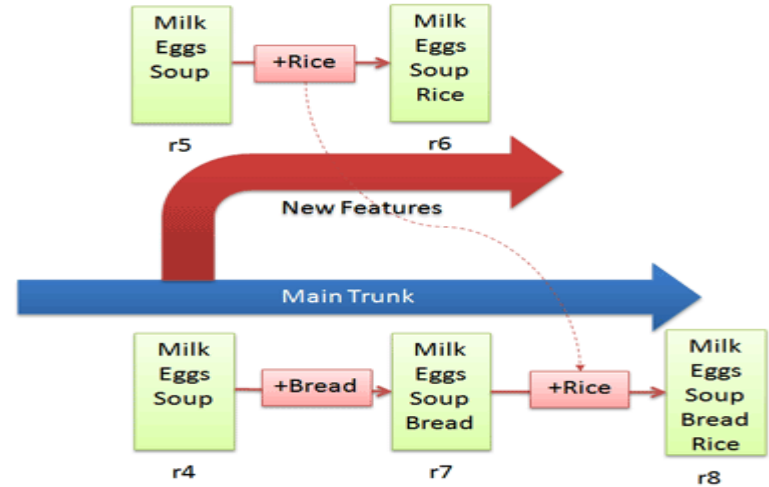 Milk
Eggs
Soup
+Rice
Milk
Eggs
Soup
Rice
r5
r6
New Features
Main Trunk
Milk
Eggs
Soup
+Bread
Milk
Eggs
Soup
Bread
+Rice
Milk
Eggs
Soup
Bread
Rice
r4
r7
r8